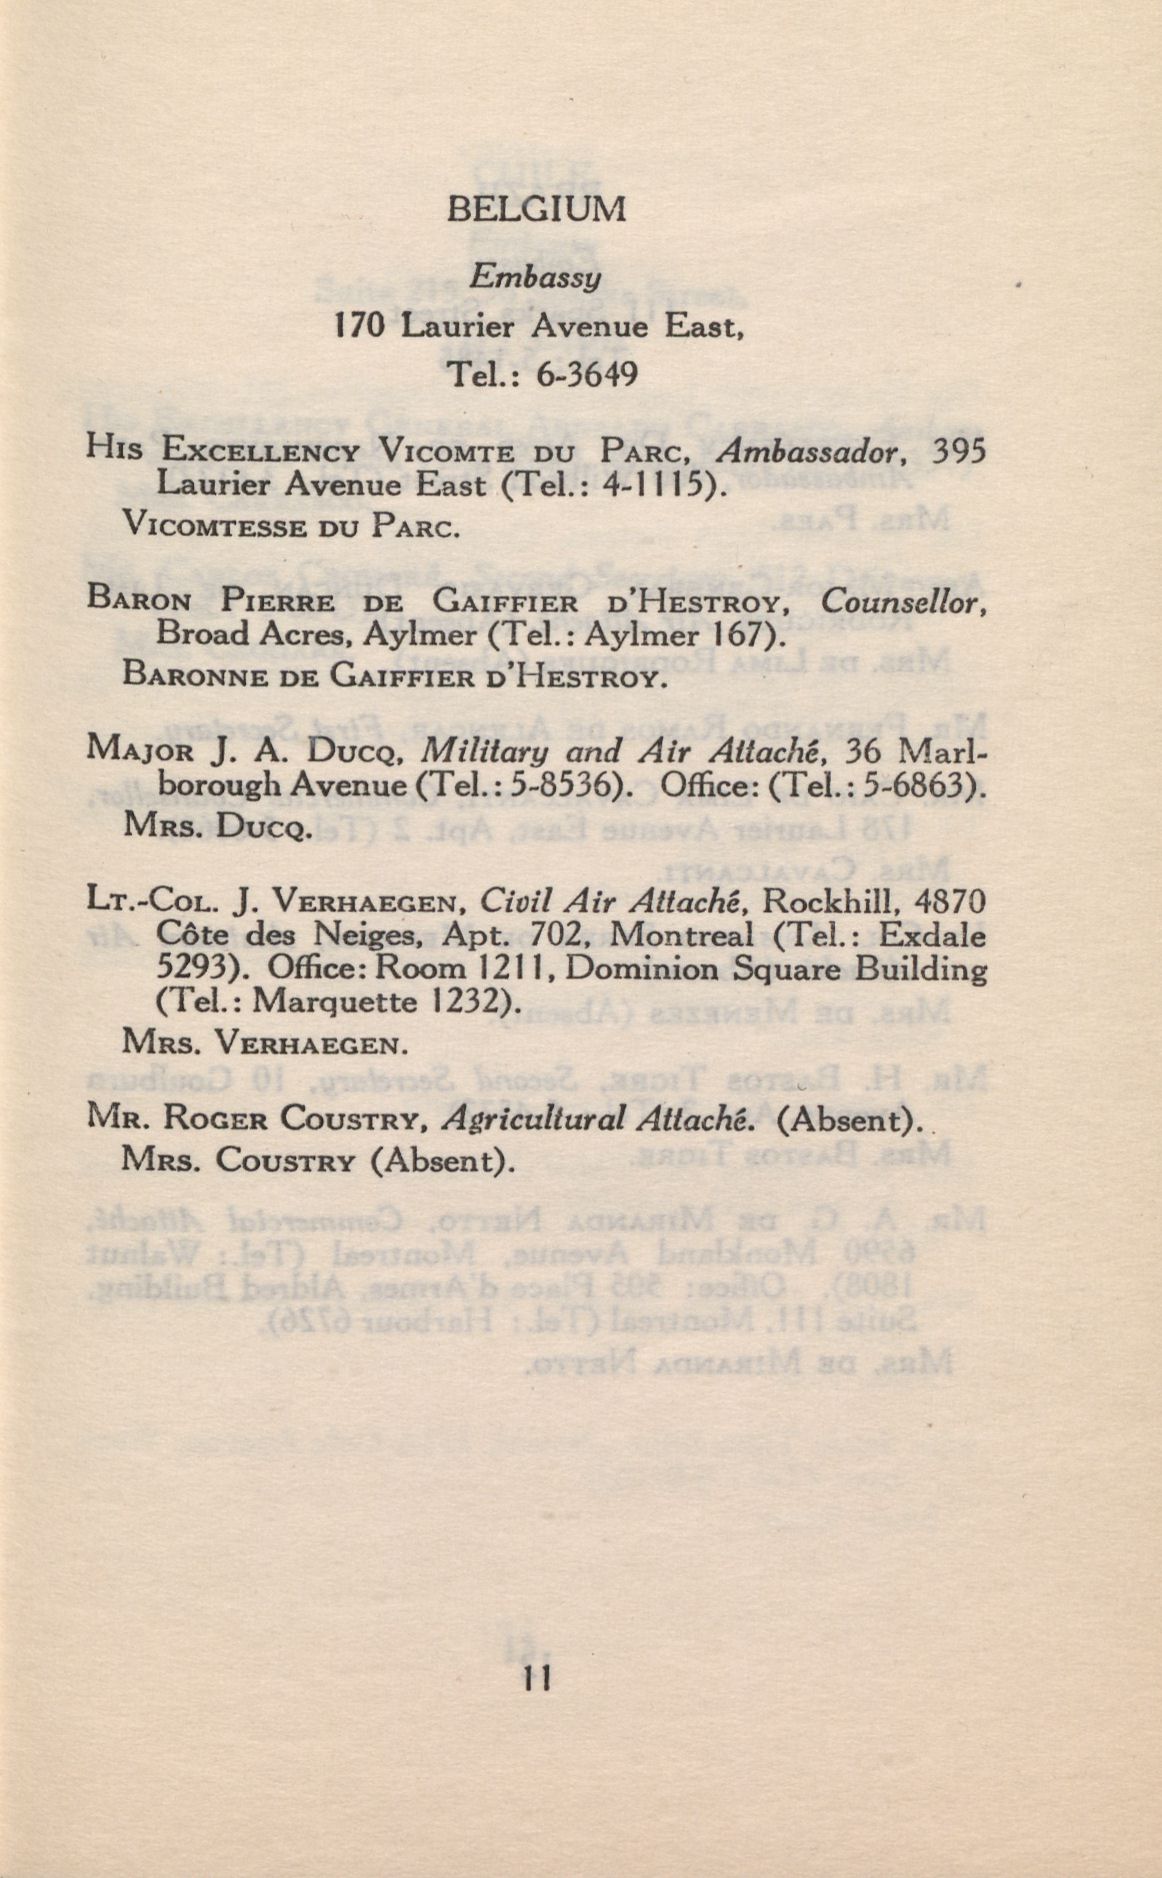 BELGIUM
Embassy
170 Laurier Avenue East,
Tel.: 6-3649
His Excellency Vicomte du Parc, Ambassador, 395
Laurier Avenue East (Tel.: 4-1115).
Vicomtesse du Parc.
Baron Pierre de Gaiffier d'Hestroy, Counsellor,
Broad Acres, Aylmer (Tel.: Aylmer 167).
Baronne de Gaiffier d'Hestroy.
Major J. A. Ducq, Military and Air Attaché, 36 Marl-
borough Avenue (Tel.: 5-8536). Office: (Tel.: 5-6863).
Mrs. Ducq.
Lt.-Col. J. Verhaegen, Civil Air Attaché, Rockhill, 4870
Côte des Neiges, Apt. 702, Montreal (Tel.: Exdale
5293). Office: Room 1211, Dominion Square Building
(Tel.: Marquette 1232).
Mrs. Verhaegen.
Mr. Roger Coustry, Agricultural Attaché. (Absent).
Mrs. Coustry (Absent).
11